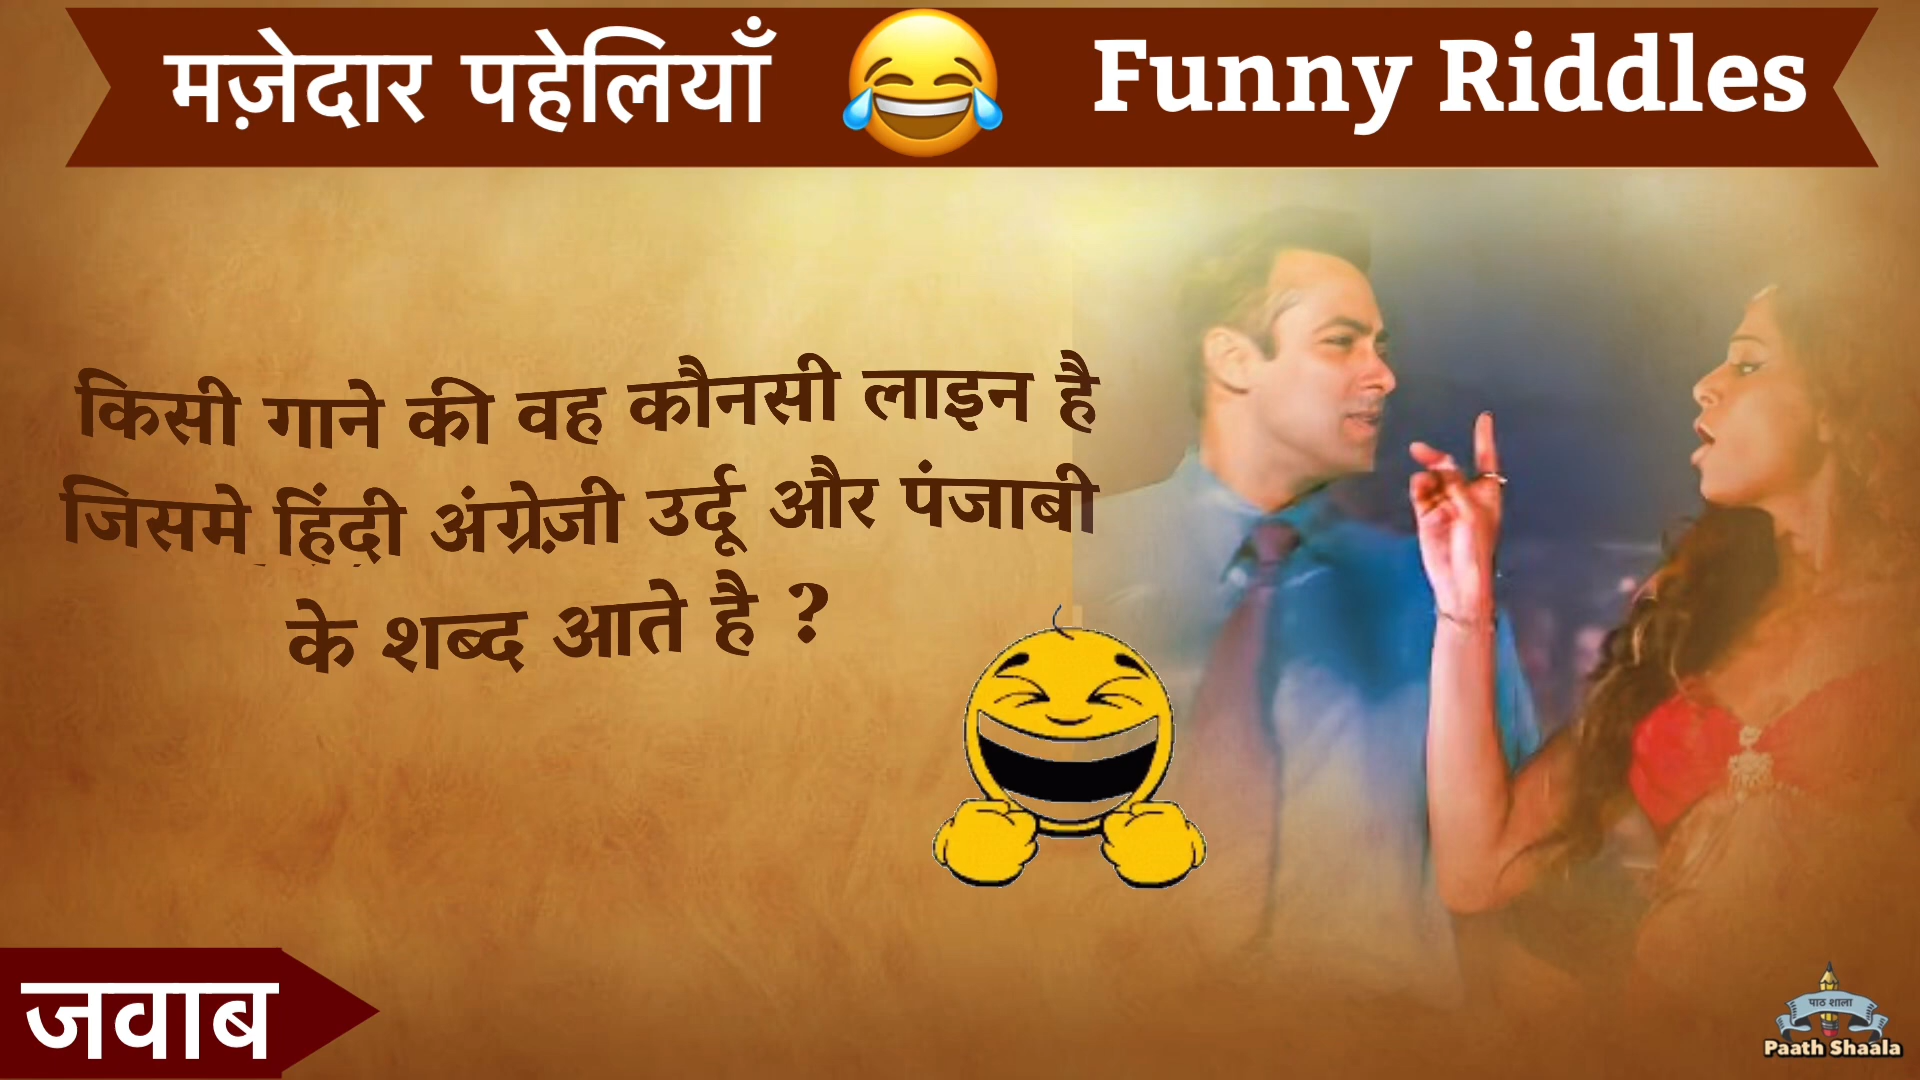 मज़ेदार पहेलियाँ Funny Riddles
किसी गाने की वह कौनसी लाइन है
जिसमे हिंदी अंग्रेज़ी उर्दू और पंजाबी
के शब्द आते है ?
जवाब
पाठ शाला
Paath Shaala